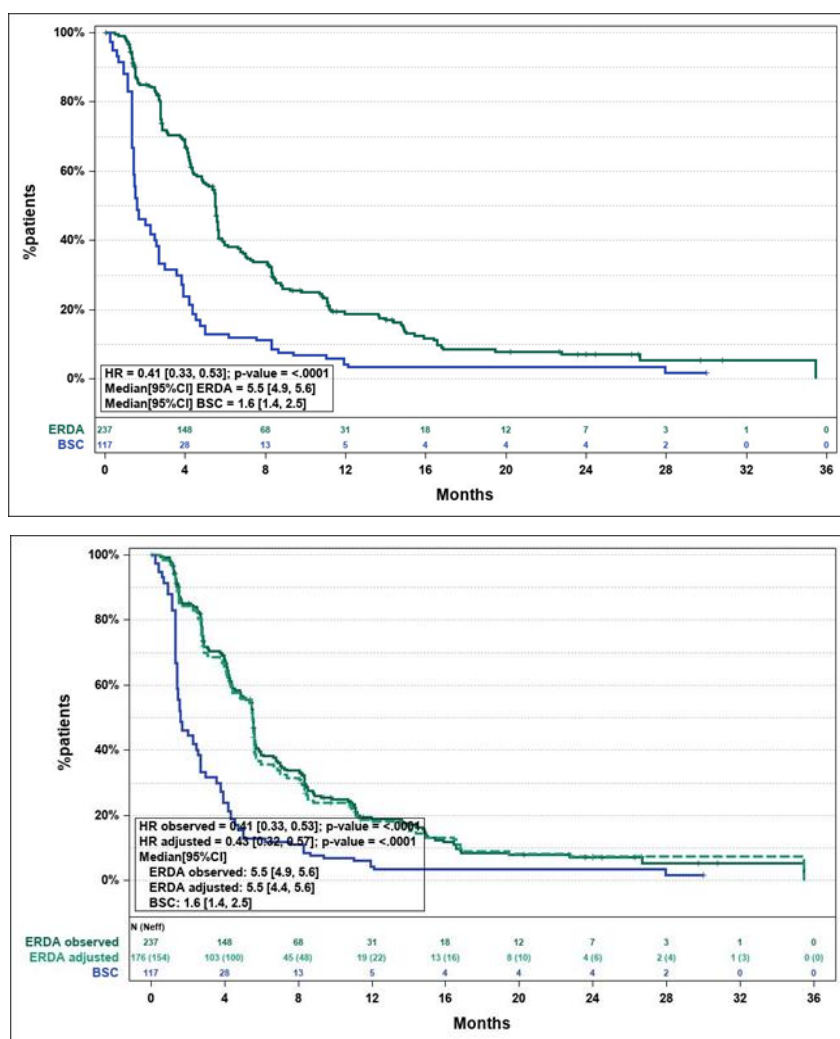 100%
80%
60%
40%
20%
0%
%patients
HR = 0.41 [0.33, 0.53]; p-value = <.0001
Median[95%CI] ERDA = 5.5 [4.9, 5.6]
Median[95%CI] BSC = 1.6 [1.4, 2.5]
ERDA 237 148 68 31 18 12 7 3 1 0
BSC 117 28 13 5 4 4 4 2 0 0
0 4 8 12 16 20 24 28 32 36
Months
100%
80%
60%
40%
20%
0%
%patients
HR observed = 0.41 [0.33, 0.53]; p-value = <.0001
HR adjusted = 0.43 [0.32, 0.57]; p-value = <.0001
Median[95%CI]
ERDA observed: 5.5 [4.9, 5.6]
ERDA adjusted: 5.5 [4.4, 5.6]
BSC: 1.6 [1.4, 2.5]
N (Neff)
ERDA observed 237 148 68 31 18 12 7 3 1 0
ERDA adjusted 176 (154) 103 (100) 45 (48) 19 (22) 13 (16) 8 (10) 4 (6) 2 (4) 1 (3) 0 (0)
BSC 117 28 13 5 4 4 4 2 0 0
0 4 8 12 16 20 24 28 32 36
Months